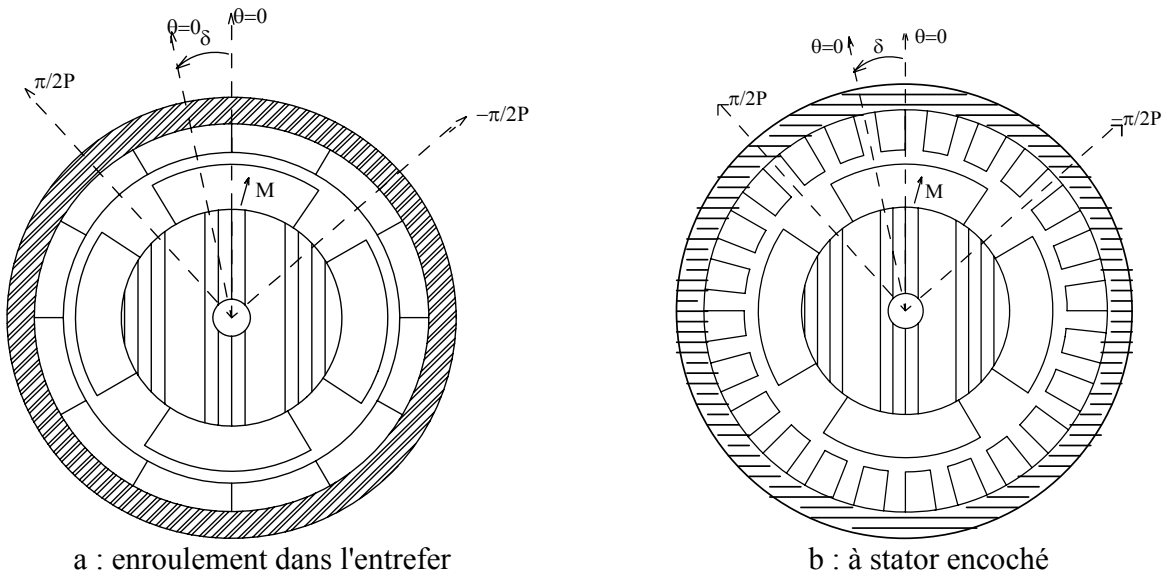 θ=0 δ θ=0
π/2P
−π/2P
M
a : enroulement dans l'entrefer
θ=0 δ θ=0
π/2P
−π/2P
M
b : à stator encoché